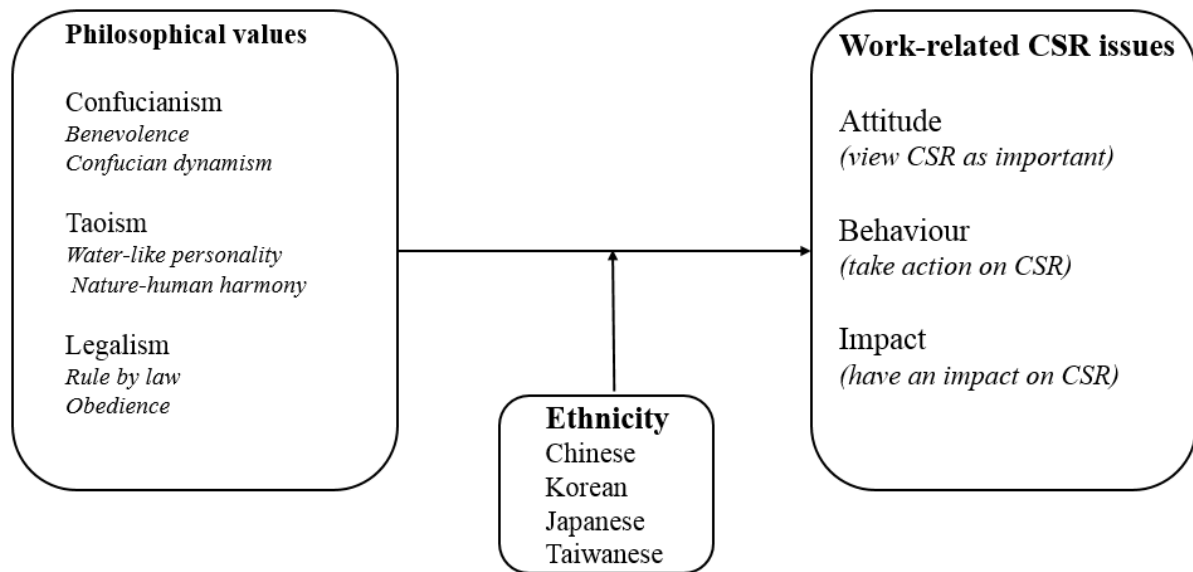 Philosophical values
Confucianism
Benevolence
Confucian dynamism
Taoism
Water-like personality
Nature-human harmony
Legalism
Rule by law
Obedience
Ethnicity
Chinese
Korean
Japanese
Taiwanese
Work-related CSR issues
Attitude
(view CSR as important)
Behaviour
(take action on CSR)
Impact
(have an impact on CSR)